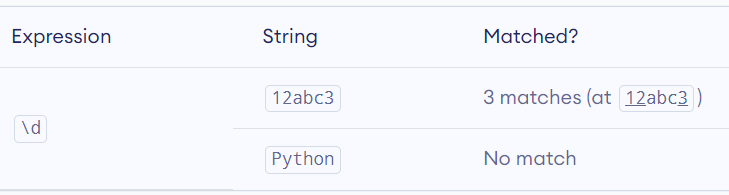 Expression String Matched?
\d
12abc3 3 matches (at 12abc3)
Python No match